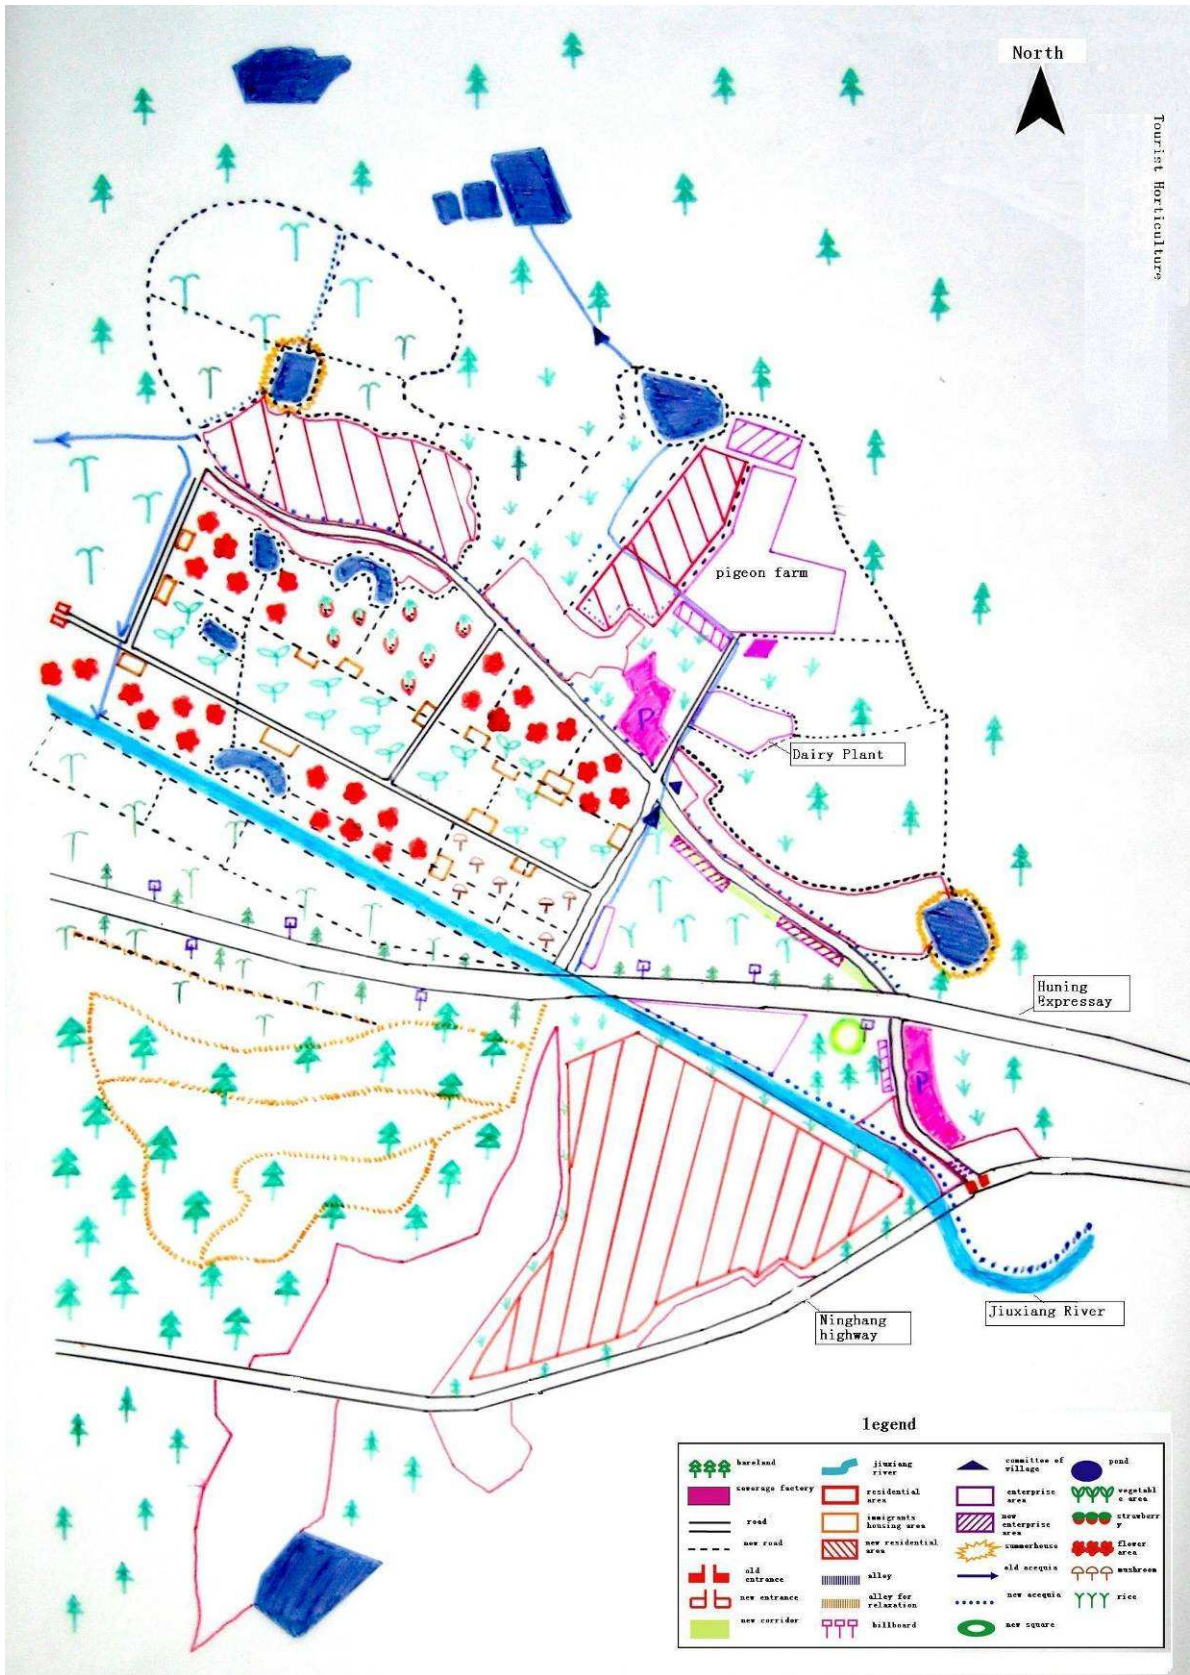 North
Tourist Horticulture
pigeon farm
P
Dairy Plant
Huning
Expressay
P
Jiuxiang River
Ninghang
highway
legend
bareland
jiuxiang
river
committee of
village
pond
sewerage factory
residential
area
enterprise
area
vegetabl
e area
road
immigrants
housing area
new
enterprise
area
strawberr
y
new road
new residential
area
summerhouse
flower
area
old
entrance
alley
old acequia
mushroom
new entrance
alley for
relaxation
new acequia
rice
new corridor
billboard
new square